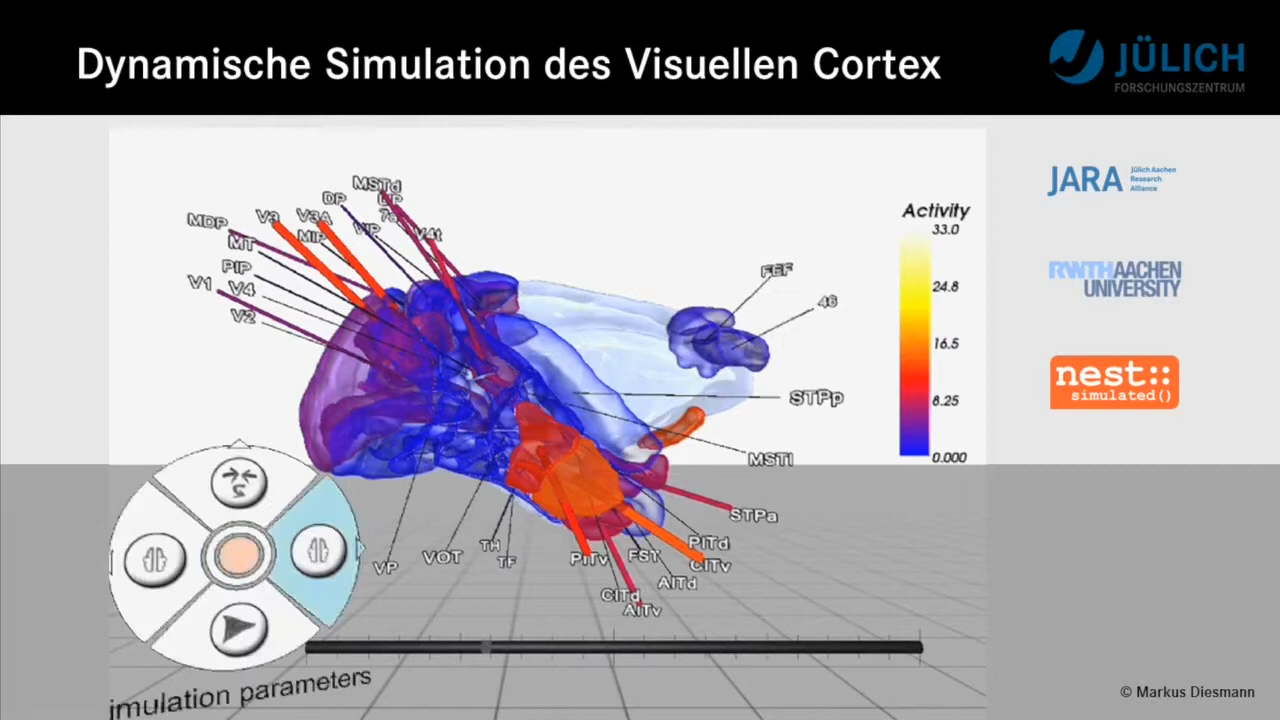 Dynamische Simulation des Visuellen Cortex
JÜLICH
FORSCHUNGSZENTRUM
JARA
Jülich Aachen
Research
Alliance
RWTHAACHEN
UNIVERSITY
nest::
simulated()
Activity
33.0
24.8
16.5
8.25
0.000
MSTd
DP
V3
V3A
MDP
MIP
VIP
V4t
MT
PIP
V1
V4
V2
FEF
46
STPp
MSTl
STPa
PITd
CITv
VP
VOT
TH
TF
PITv
FST
AITd
CITd
AITv
imulation parameters
© Markus Diesmann